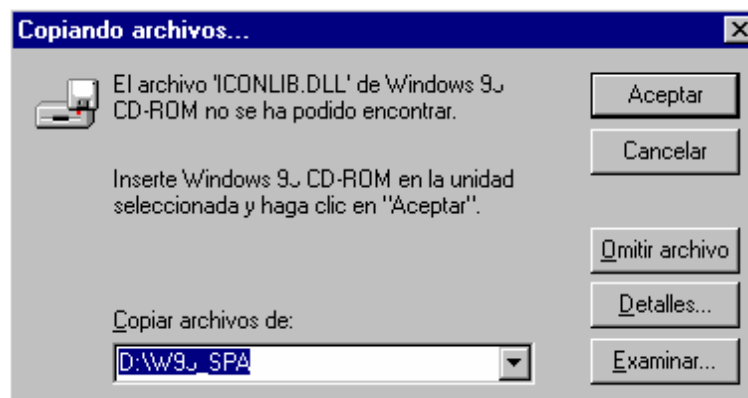 Copiando archivos...
El archivo 'ICONLIB.DLL' de Windows
CD-ROM no se ha podido encontrar.
Inserte Windows CD-ROM en la unidad
seleccionada y haga clic en "Aceptar".
Copiar archivos de:
Aceptar
Cancelar
Omitir archivo
Detalles...
Examinar...